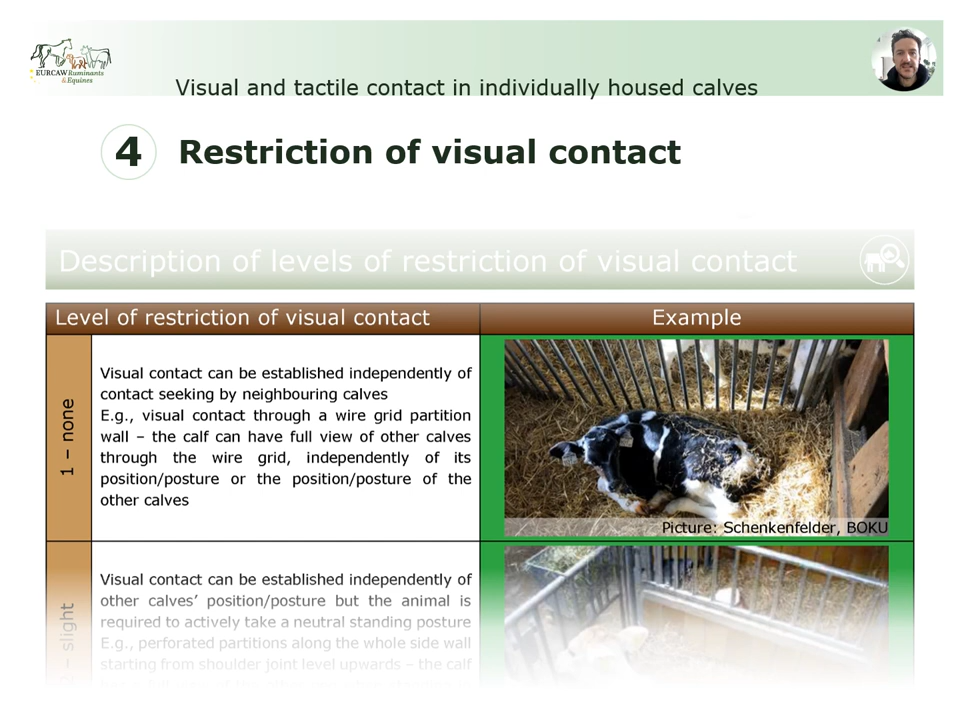 EURCAW Ruminants
& Equines
Visual and tactile contact in individually housed calves
4 Restriction of visual contact
Description of levels of restriction of visual contact
Level of restriction of visual contact
Example
1 – none
Visual contact can be established independently of
contact seeking by neighbouring calves
E.g., visual contact through a wire grid partition
wall – the calf can have full view of other calves
through the wire grid, independently of its
position/posture or the position/posture of the
other calves
Picture: Schenkenfelder, BOKU
– slight
Visual contact can be established independently of
other calves’ position/posture but the animal is
required to actively take a neutral standing posture
E.g., perforated partitions along the whole side wall
starting from shoulder joint level upwards – the calf